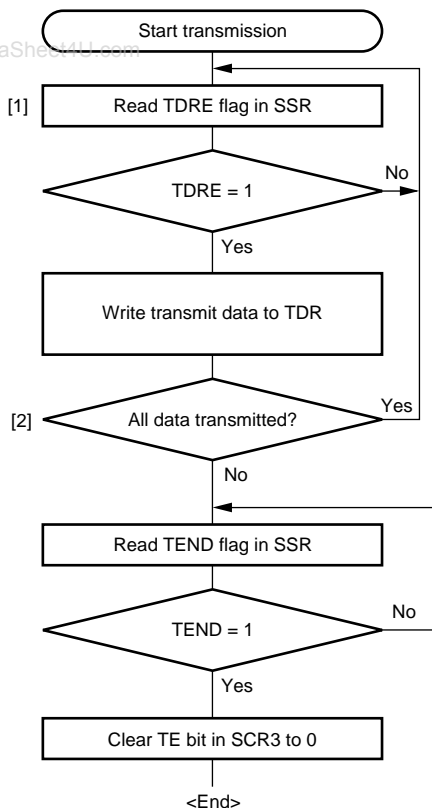 Start transmission
aSheet4U.com
[1] Read TDRE flag in SSR
No
TDRE = 1
Yes
Write transmit data to TDR
Yes
[2] All data transmitted?
No
Read TEND flag in SSR
No
TEND = 1
Yes
Clear TE bit in SCR3 to 0
<End>